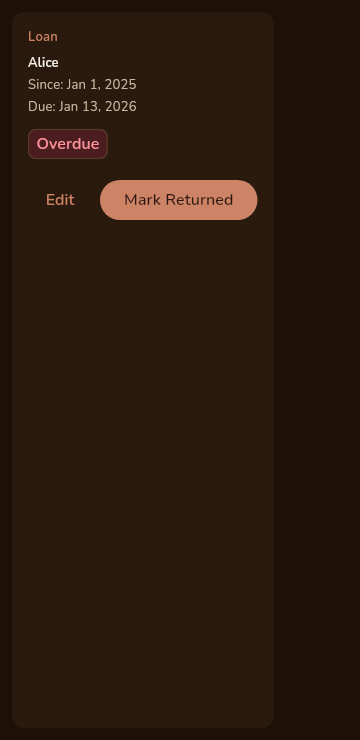 Loan
Alice
Since: Jan 1, 2025
Due: Jan 13, 2026
Overdue
Edit
Mark Returned